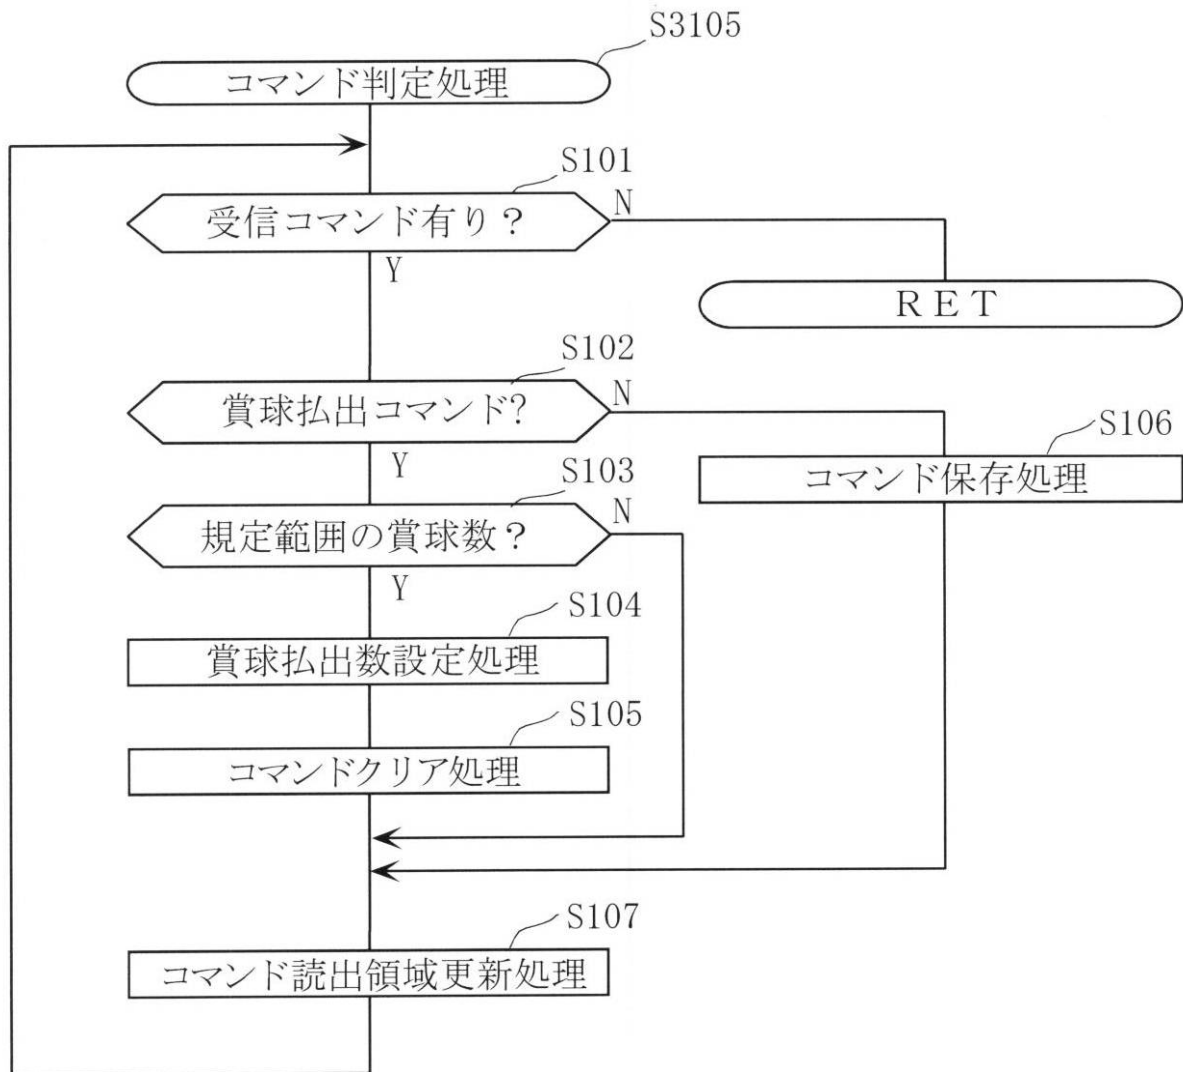 S3105
コマンド判定処理
S101
受信コマンド有り?
N
Y
RET
S102
賞球払出コマンド?
N
Y
S106
コマンド保存処理
S103
規定範囲の賞球数?
N
Y
S104
賞球払出数設定処理
S105
コマンドクリア処理
S107
コマンド読出領域更新処理